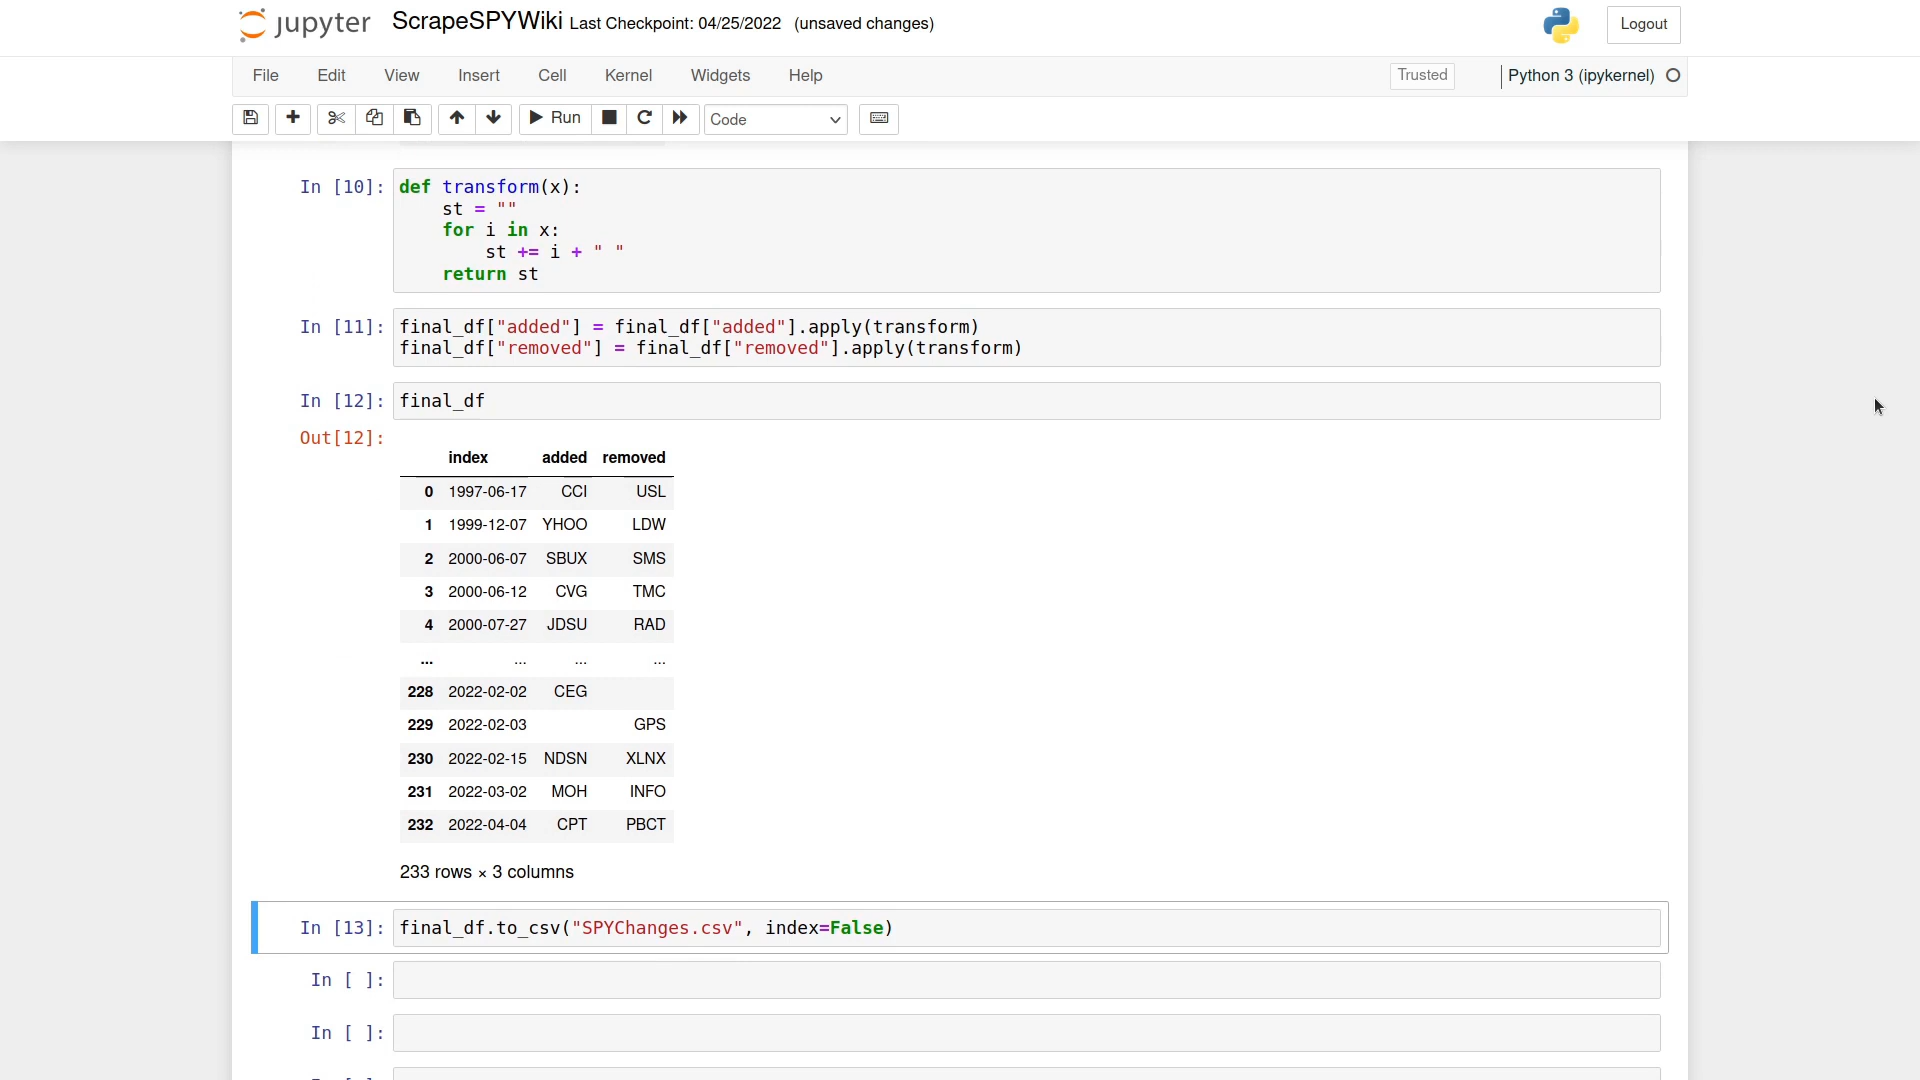 jupyter ScrapeSPYWiki Last Checkpoint: 04/25/2022 (unsaved changes) Logout
File Edit View Insert Cell Kernel Widgets Help Trusted Python 3 (ipykernel)
Run Code
In [10]: def transform(x):
st = ""
for i in x:
st += i + " "
return st
In [11]: final_df["added"] = final_df["added"].apply(transform)
final_df["removed"] = final_df["removed"].apply(transform)
In [12]: final_df
Out[12]:
index added removed
0 1997-06-17 CCI USL
1 1999-12-07 YHOO LDW
2 2000-06-07 SBUX SMS
3 2000-06-12 CVG TMC
4 2000-07-27 JDSU RAD
... ... ... ...
228 2022-02-02 CEG
229 2022-02-03 GPS
230 2022-02-15 NDSN XLNX
231 2022-03-02 MOH INFO
232 2022-04-04 CPT PBCT
233 rows × 3 columns
In [13]: final_df.to_csv("SPYChanges.csv", index=False)
In [ ]:
In [ ]: